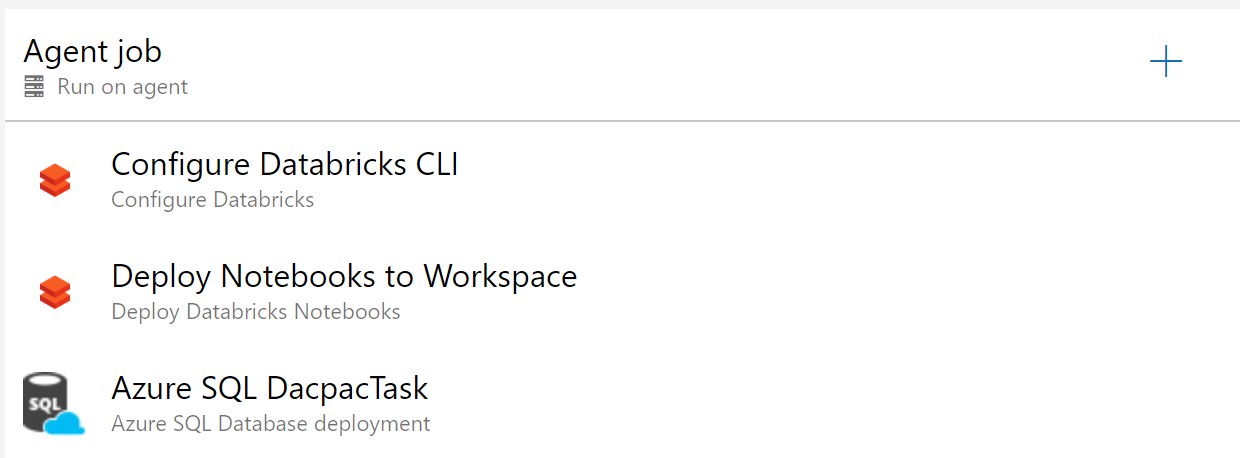 Agent job
Run on agent
Configure Databricks CLI
Configure Databricks
Deploy Notebooks to Workspace
Deploy Databricks Notebooks
SQL
Azure SQL DacpacTask
Azure SQL Database deployment